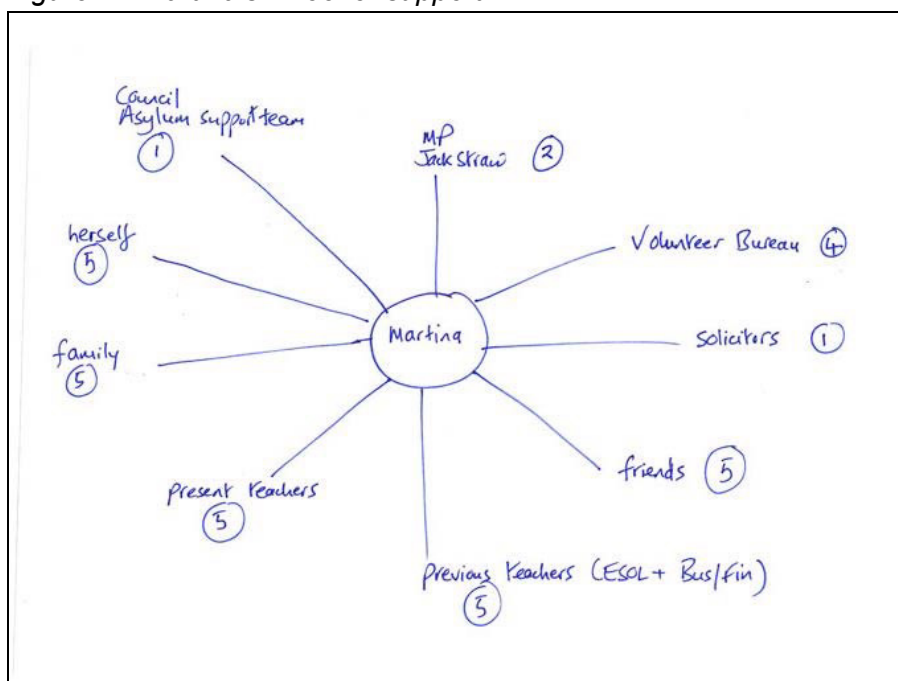 Council
Asylum support team
1
MP
Jack Straw 2
herself
5
Volunteer Bureau 4
Martina
solicitors 1
family
5
friends 5
present teachers
5
previous teachers (ESOL + Bus/Fin)
5